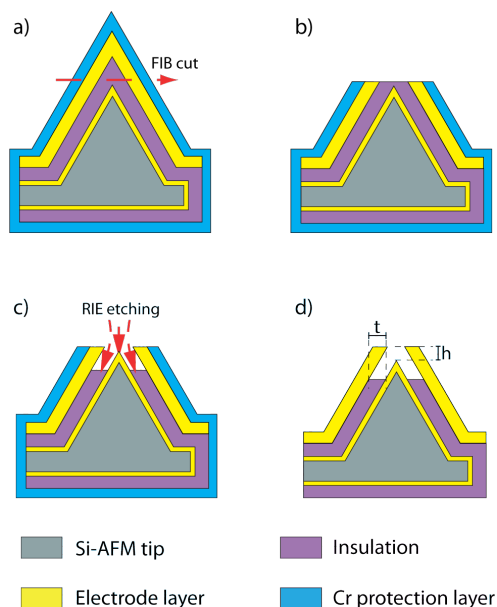 a)
FIB cut
b)
c)
RIE etching
d)
t
h
Si-AFM tip
Insulation
Electrode layer
Cr protection layer